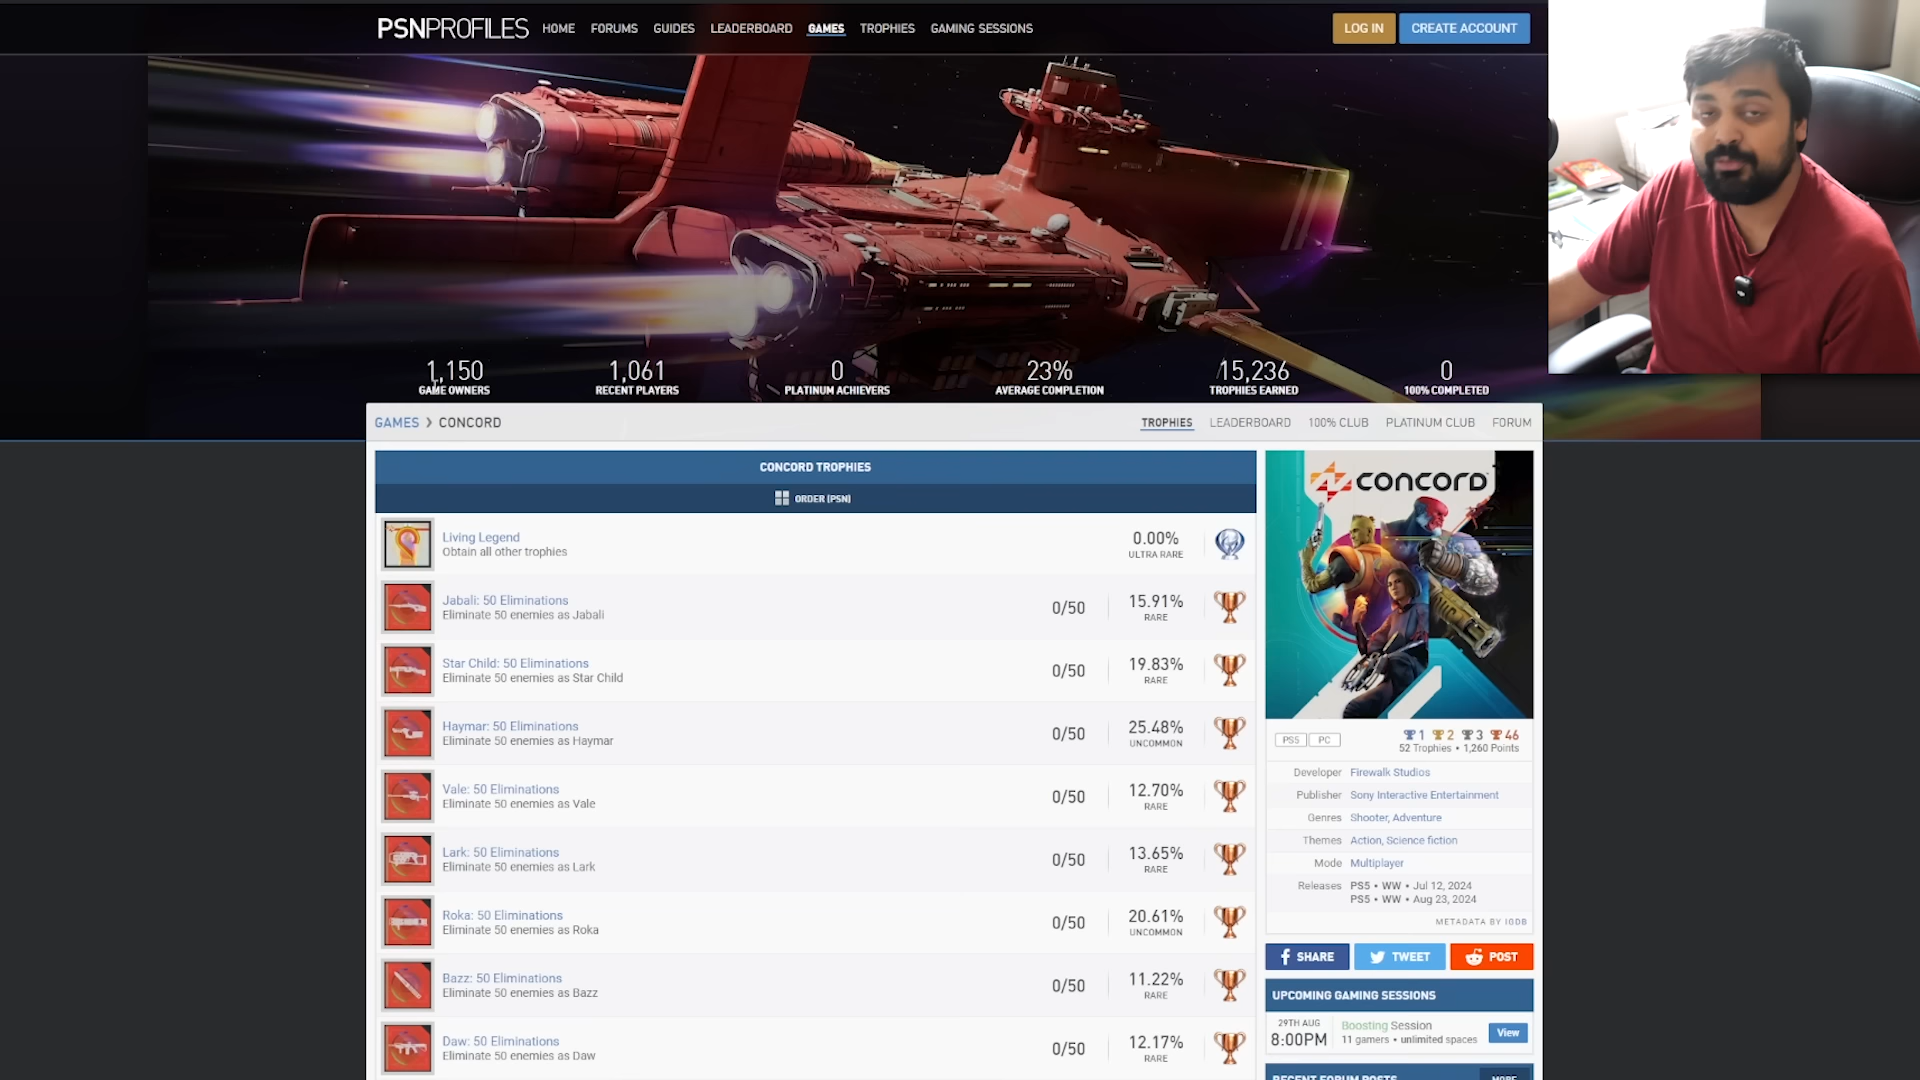 PSNPROFILES HOME FORUMS GUIDES LEADERBOARD GAMES TROPHIES GAMING SESSIONS LOG IN CREATE ACCOUNT
1,150 1,061 0 23% 15,236 0
GAME OWNERS RECENT PLAYERS PLATINUM ACHIEVERS AVERAGE COMPLETION TROPHIES EARNED 100% COMPLETED
GAMES > CONCORD TROPHIES LEADERBOARD 100% CLUB PLATINUM CLUB FORUM
CONCORD TROPHIES
ORDER (PSN)
Living Legend
Obtain all other trophies
0.00%
ULTRA RARE
Jabali: 50 Eliminations
Eliminate 50 enemies as Jabali
0/50
15.91%
RARE
Star Child: 50 Eliminations
Eliminate 50 enemies as Star Child
0/50
19.83%
RARE
Haymar: 50 Eliminations
Eliminate 50 enemies as Haymar
0/50
25.48%
UNCOMMON
Vale: 50 Eliminations
Eliminate 50 enemies as Vale
0/50
12.70%
RARE
Lark: 50 Eliminations
Eliminate 50 enemies as Lark
0/50
13.65%
RARE
Roka: 50 Eliminations
Eliminate 50 enemies as Roka
0/50
20.61%
UNCOMMON
Bazz: 50 Eliminations
Eliminate 50 enemies as Bazz
0/50
11.22%
RARE
Daw: 50 Eliminations
Eliminate 50 enemies as Daw
0/50
12.17%
RARE
concord
PS5 PC
1 2 3 46
52 Trophies • 1,260 Points
Developer Firewalk Studios
Publisher Sony Interactive Entertainment
Genres Shooter, Adventure
Themes Action, Science fiction
Mode Multiplayer
Releases PS5 • WW • Jul 12, 2024
PS5 • WW • Aug 23, 2024
METADATA BY IGDB
SHARE TWEET POST
UPCOMING GAMING SESSIONS
29TH AUG
8:00PM
Boosting Session
11 gamers • unlimited spaces
View
RECENT FORUM POSTS MORE